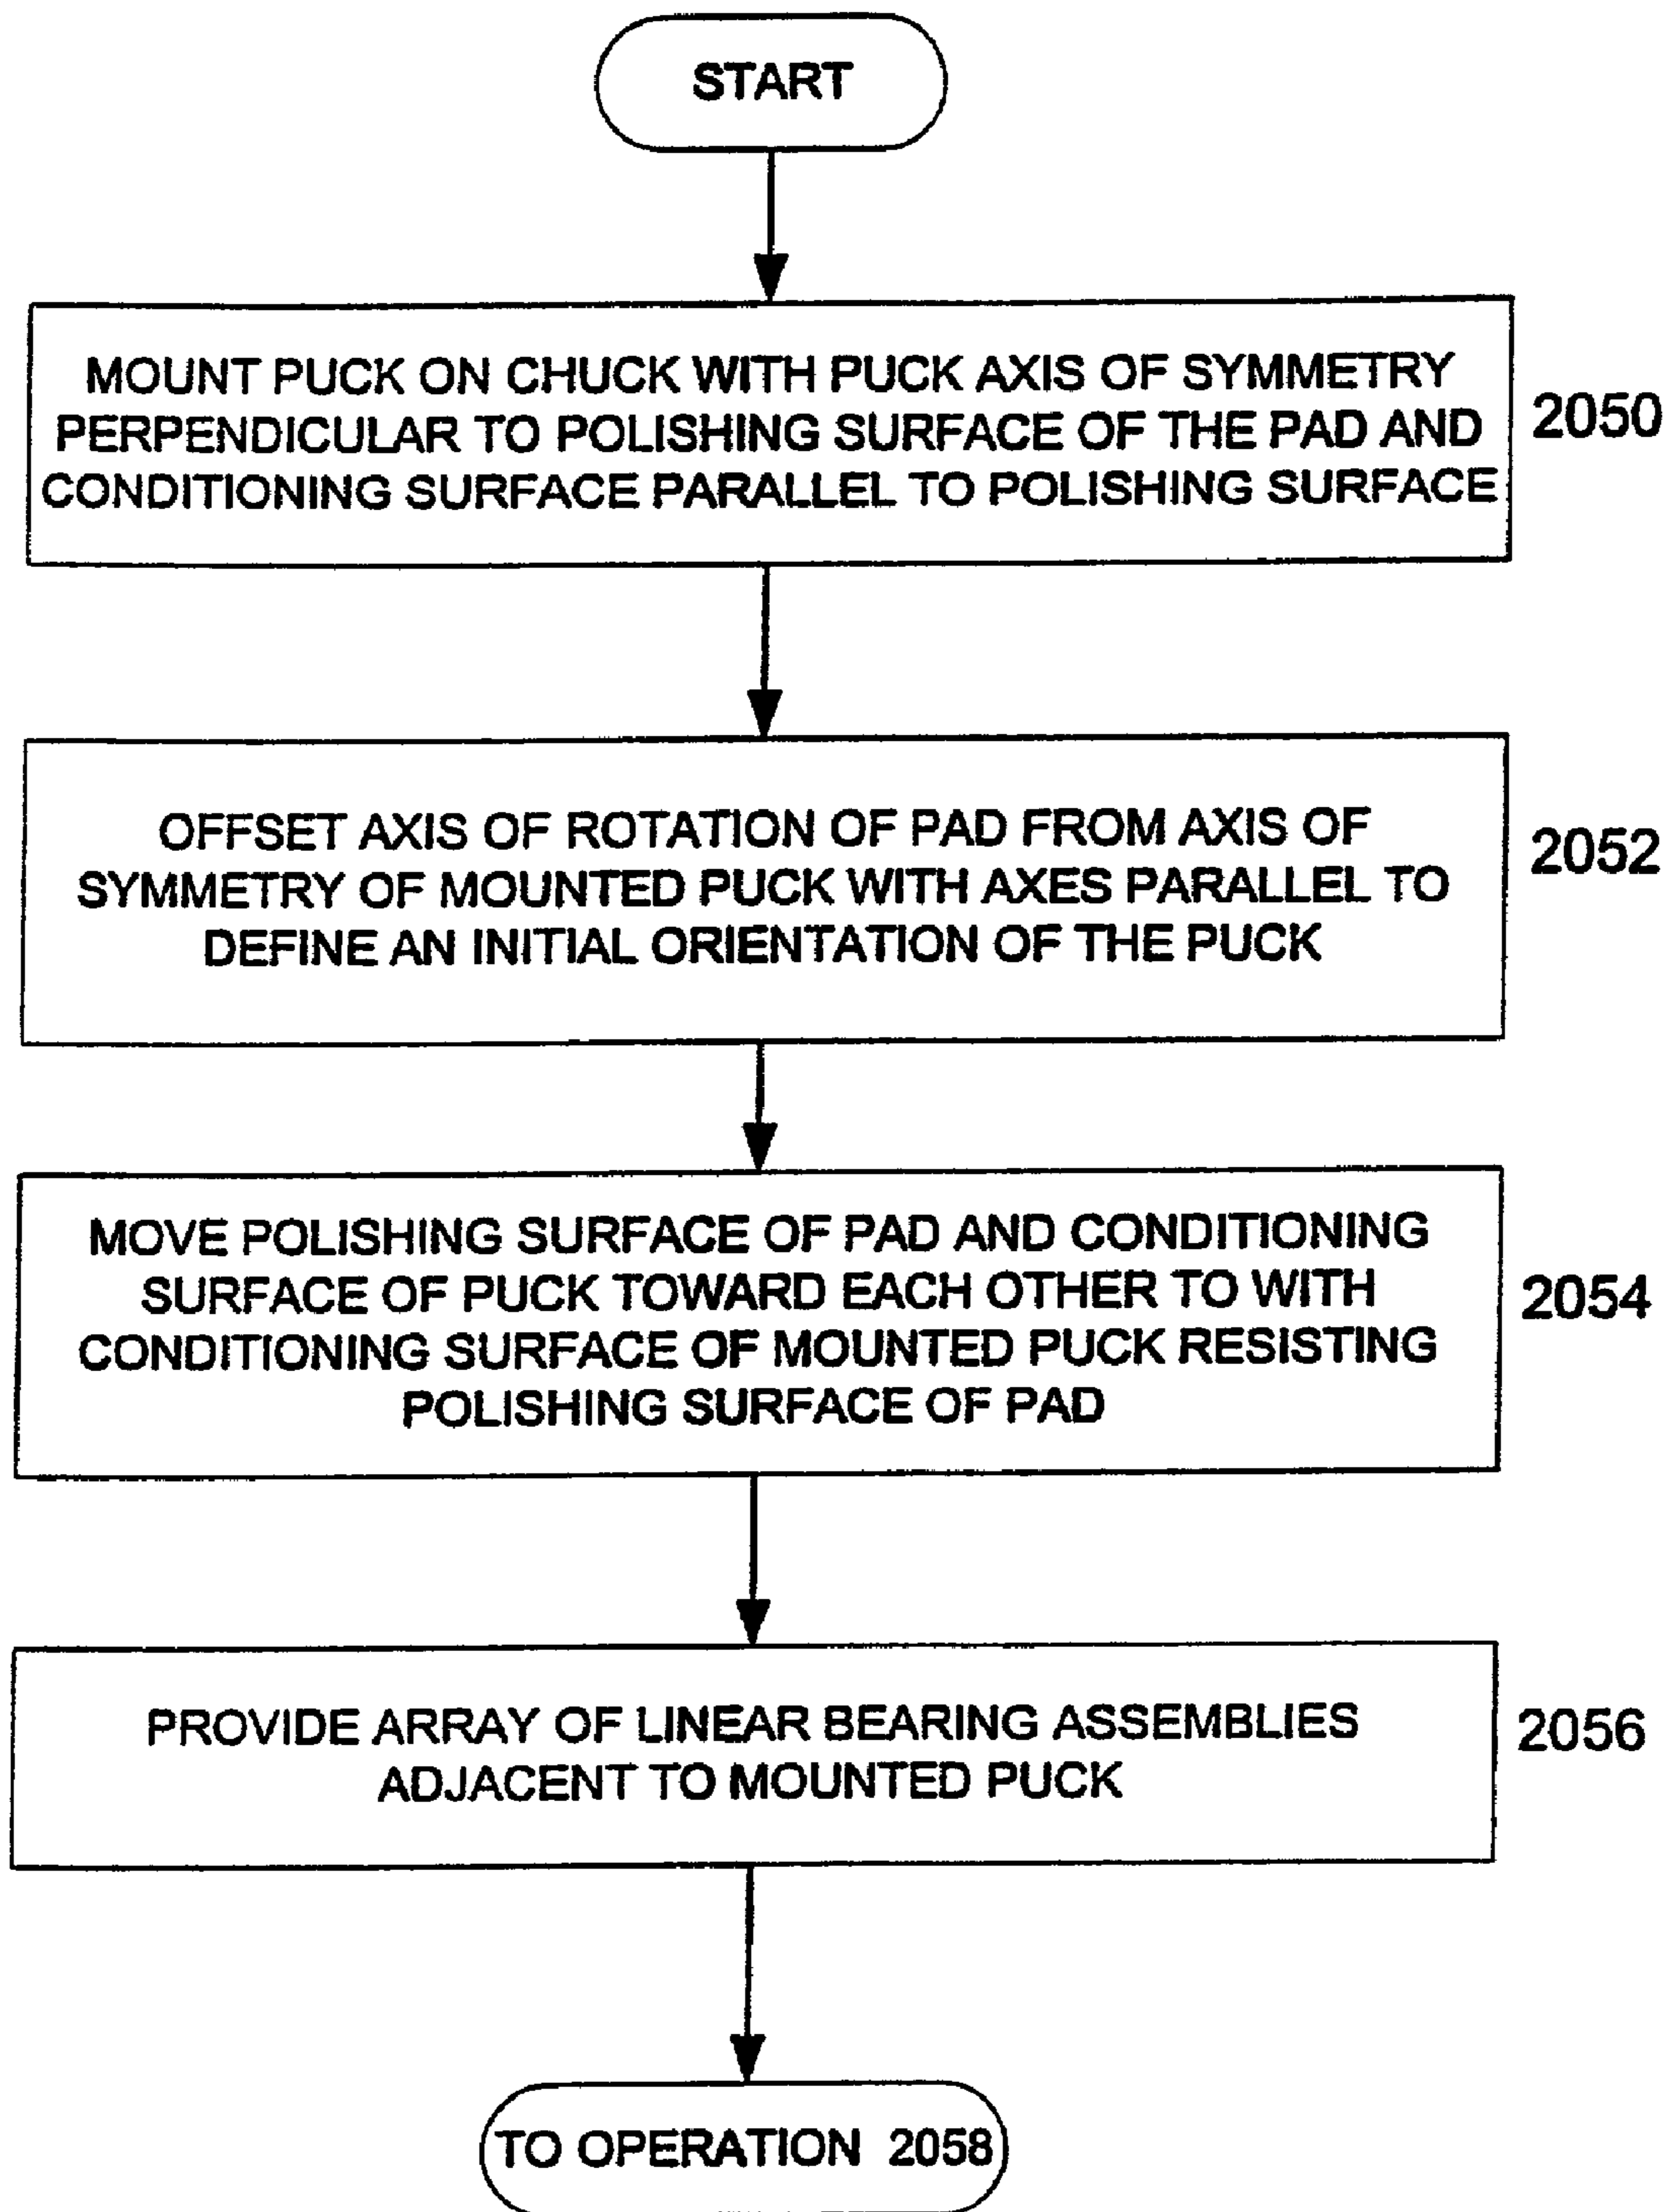 START
MOUNT PUCK ON CHUCK WITH PUCK AXIS OF SYMMETRY
PERPENDICULAR TO POLISHING SURFACE OF THE PAD AND
CONDITIONING SURFACE PARALLEL TO POLISHING SURFACE
2050
OFFSET AXIS OF ROTATION OF PAD FROM AXIS OF
SYMMETRY OF MOUNTED PUCK WITH AXES PARALLEL TO
DEFINE AN INITIAL ORIENTATION OF THE PUCK
2052
MOVE POLISHING SURFACE OF PAD AND CONDITIONING
SURFACE OF PUCK TOWARD EACH OTHER TO WITH
CONDITIONING SURFACE OF MOUNTED PUCK RESISTING
POLISHING SURFACE OF PAD
2054
PROVIDE ARRAY OF LINEAR BEARING ASSEMBLIES
ADJACENT TO MOUNTED PUCK
2056
TO OPERATION 2058